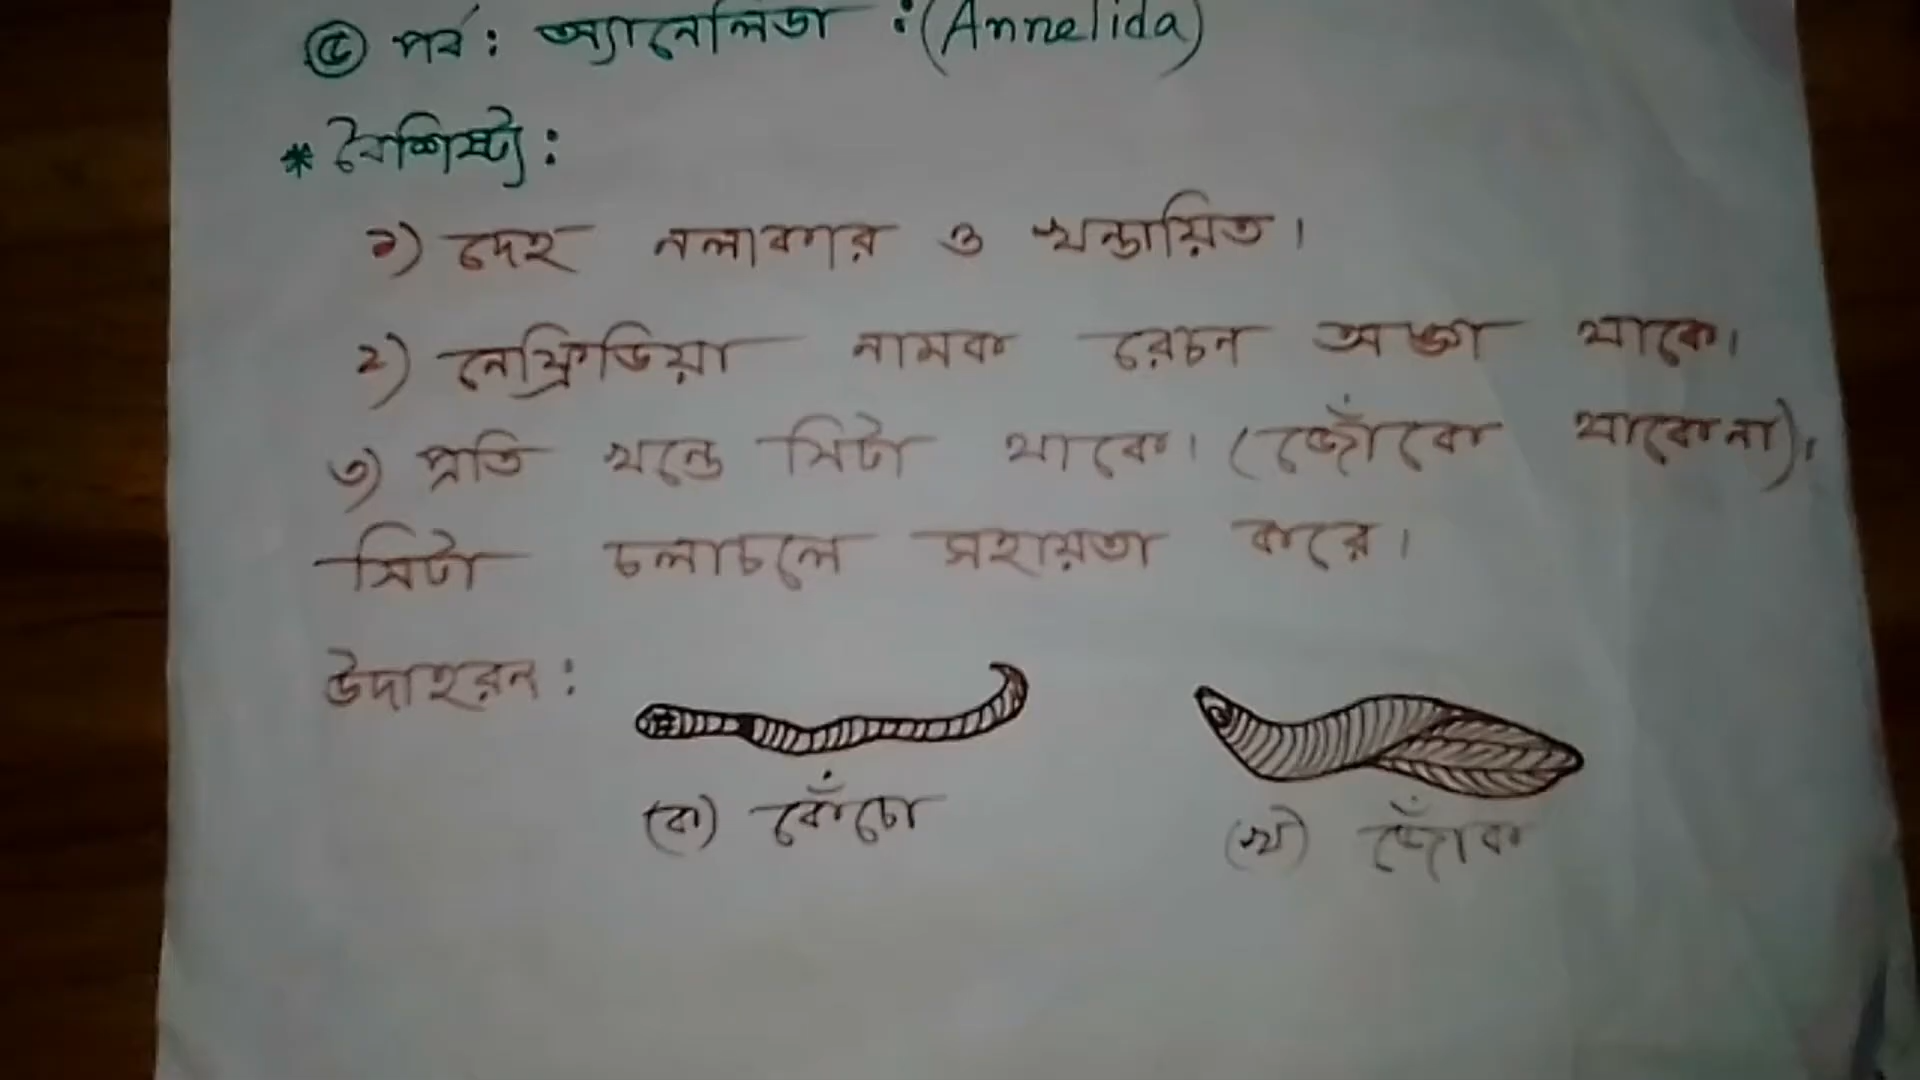 ৫ পর্ব: অ্যানেলিডা :(Annelida)
* বৈশিষ্ট্য:
১) দেহ নলাকার ও খন্ডায়িত।
২) নেফ্রিডিয়া নামক রেচন অঙ্গ থাকে।
৩) প্রতি খন্ডে সিটা থাকে। (জোঁকে থাকেনা)।
সিটা চলাচলে সহায়তা করে।
উদাহরন:
(ক) কেঁচো (খ) জোঁক